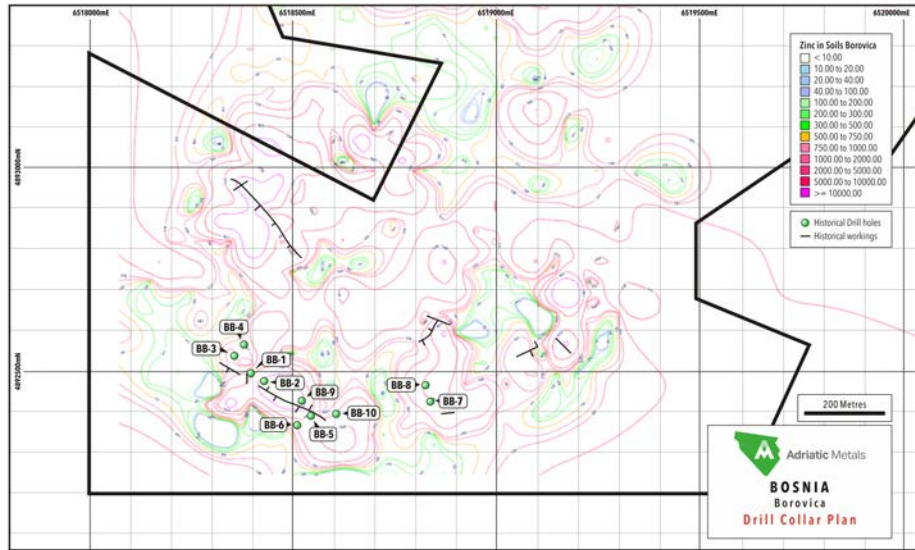 6518000mE
6518500mE
6519000mE
6519500mE
6520000mE
4893000mN
4892500mN
Zinc in Soils Borovica
< 10.00
10.00 to 20.00
20.00 to 40.00
40.00 to 100.00
100.00 to 200.00
200.00 to 300.00
300.00 to 500.00
500.00 to 750.00
750.00 to 1000.00
1000.00 to 2000.00
2000.00 to 5000.00
5000.00 to 10000.00
>= 10000.00
Historical Drill holes
Historical workings
BB-4
BB-3
BB-1
BB-2
BB-9
BB-8
BB-7
BB-10
BB-6
BB-5
200 Metres
Adriatic Metals
BOSNIA
Borovica
Drill Collar Plan